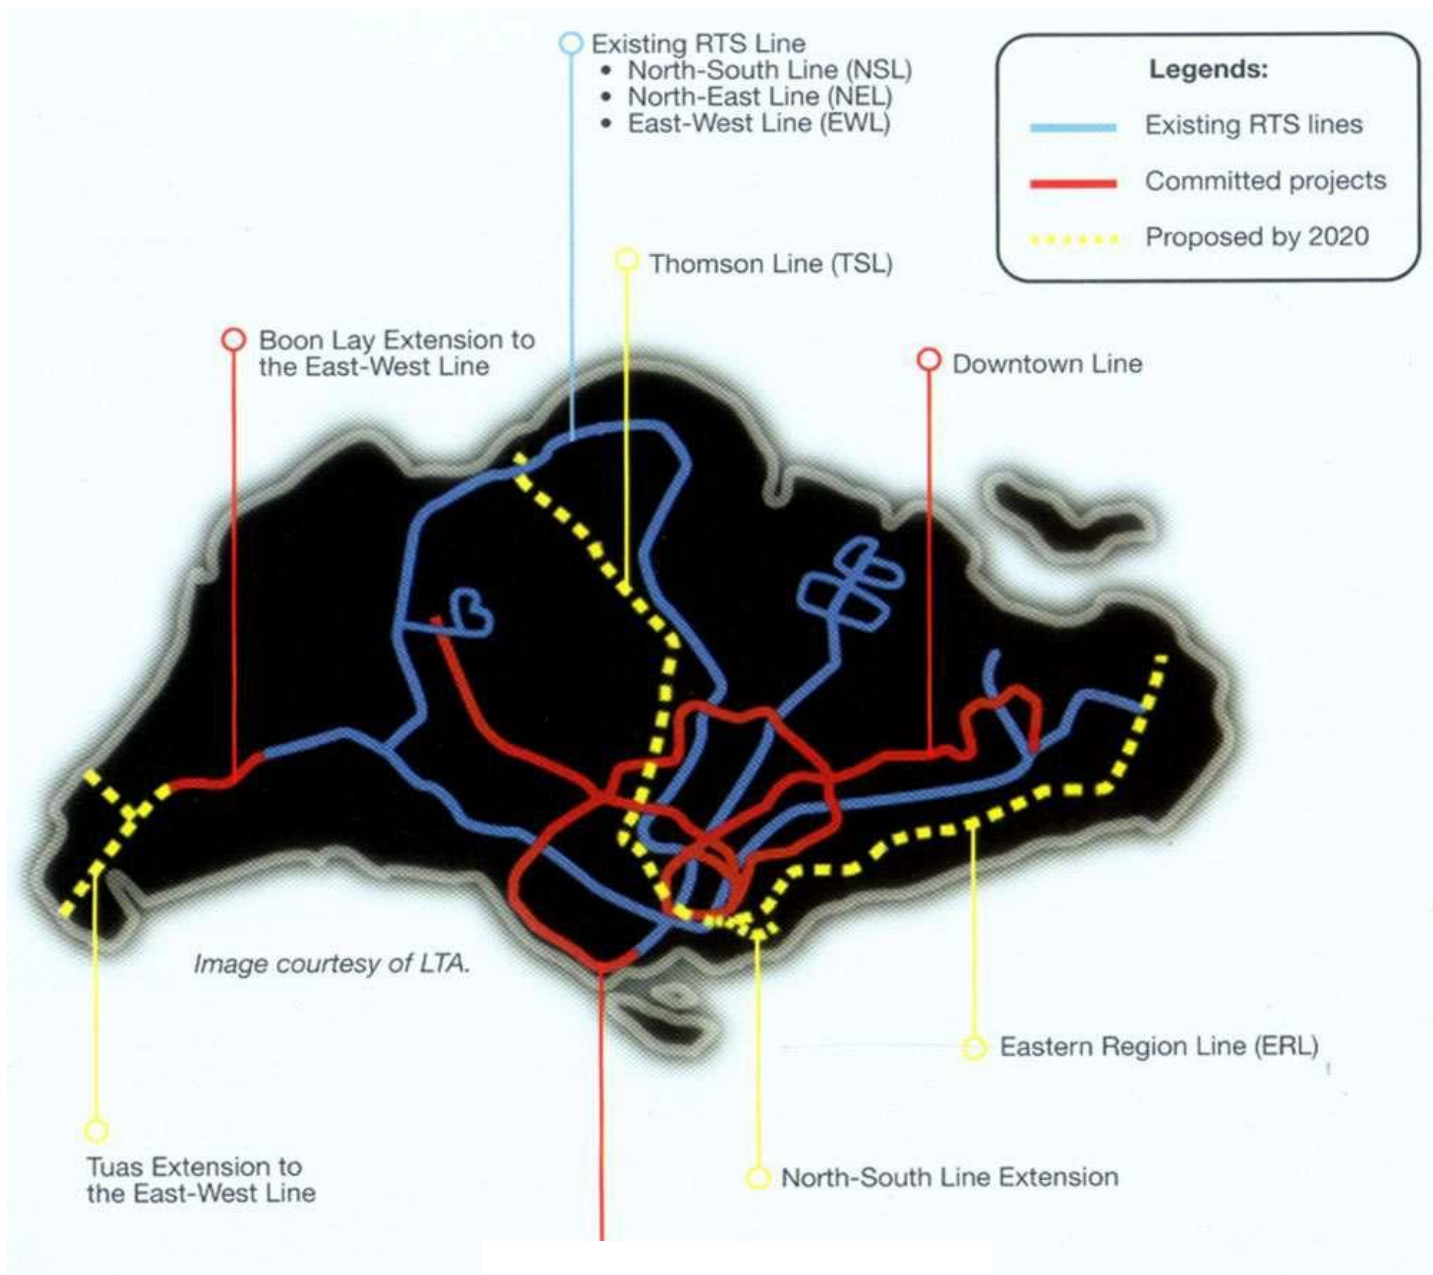 Existing RTS Line
• North-South Line (NSL)
• North-East Line (NEL)
• East-West Line (EWL)
Legends:
Existing RTS lines
Committed projects
Proposed by 2020
Thomson Line (TSL)
Boon Lay Extension to
the East-West Line
Downtown Line
Image courtesy of LTA.
Eastern Region Line (ERL)
Tuas Extension to
the East-West Line
North-South Line Extension